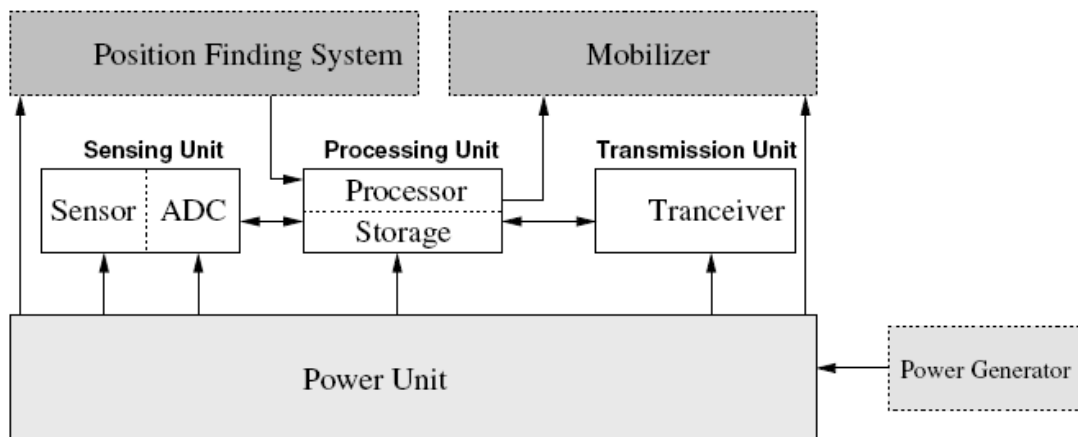 Position Finding System
Mobilizer
Sensing Unit
Processing Unit
Transmission Unit
Sensor
ADC
Processor
Storage
Tranceiver
Power Unit
Power Generator